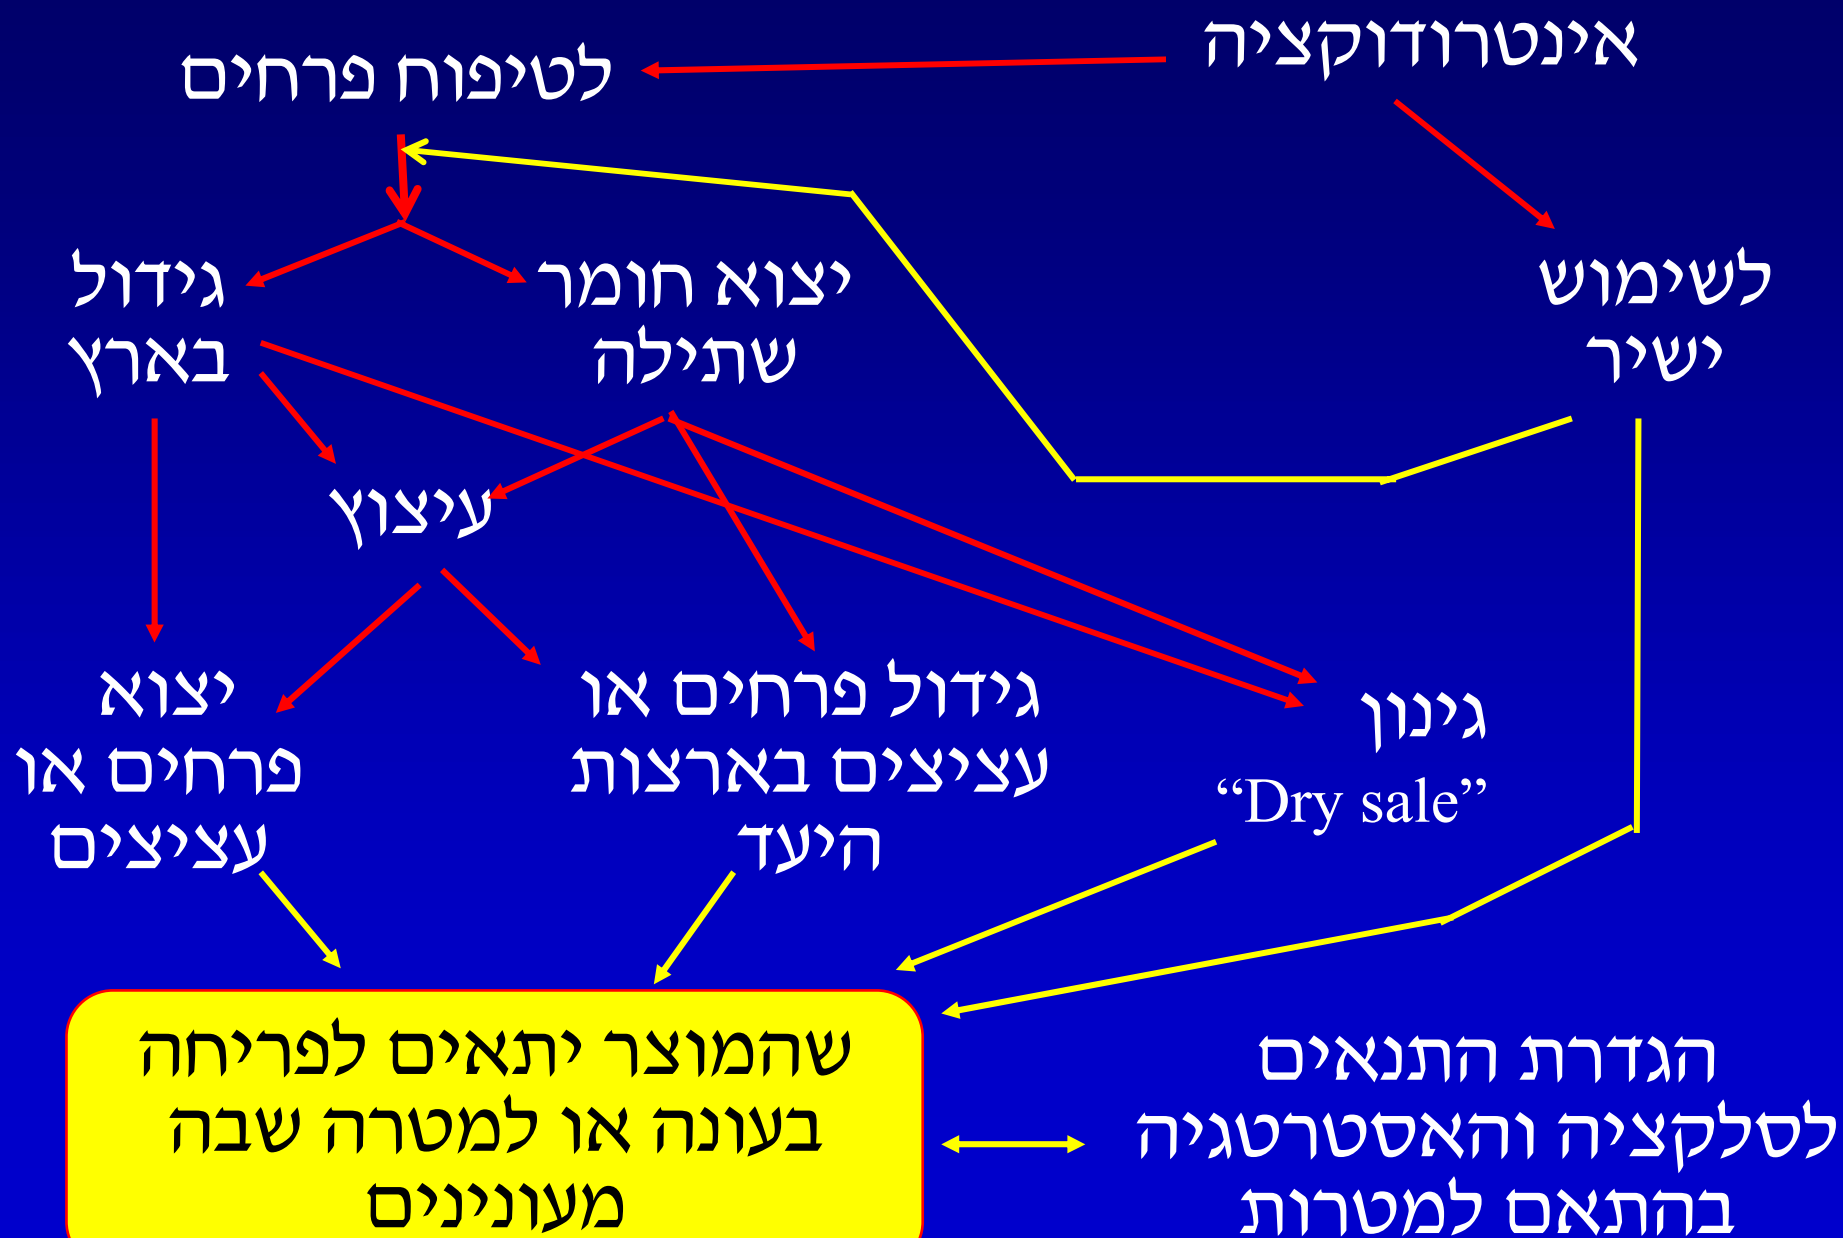 אינטרודוקציה
לטיפוח פרחים
לשימוש
ישיר
יצוא חומר
שתילה
גידול
בארץ
עיצוץ
גינון
“Dry sale”
גידול פרחים או
עציצים בארצות
היעד
יצוא
פרחים או
עציצים
שהמוצר יתאים לפריחה
בעונה או למטרה שבה
מעונינים
הגדרת התנאים
לסלקציה והאסטרטגיה
בהתאם למטרות